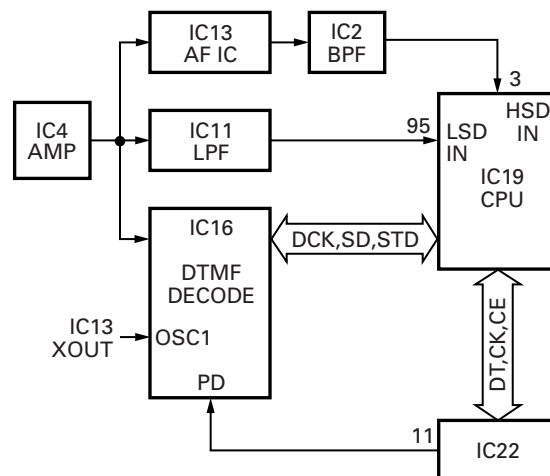 IC13
AF IC
IC2
BPF
3
IC4
AMP
IC11
LPF
95
LSD
IN
HSD
IN
IC19
CPU
IC16
DTMF
DECODE
DCK,SD,STD
IC13
XOUT
OSC1
PD
DT,CK,CE
11
IC22